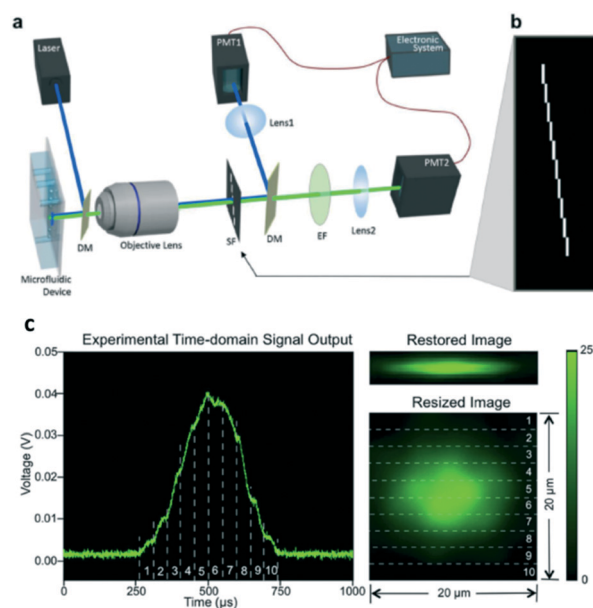 a
b
Laser
PMT1
Electronic
System
Lens1
PMT2
DM
Objective Lens
SF
DM
EF
Lens2
Microfluidic
Device
c
Experimental Time-domain Signal Output
Voltage (V)
0.05
0.04
0.03
0.02
0.01
0.00
1 2 3 4 5 6 7 8 9 10
0 250 500 750 1000
Time (µs)
Restored Image
Resized Image
1
2
3
4
5
6
7
8
9
10
20 µm
20 µm
255
0